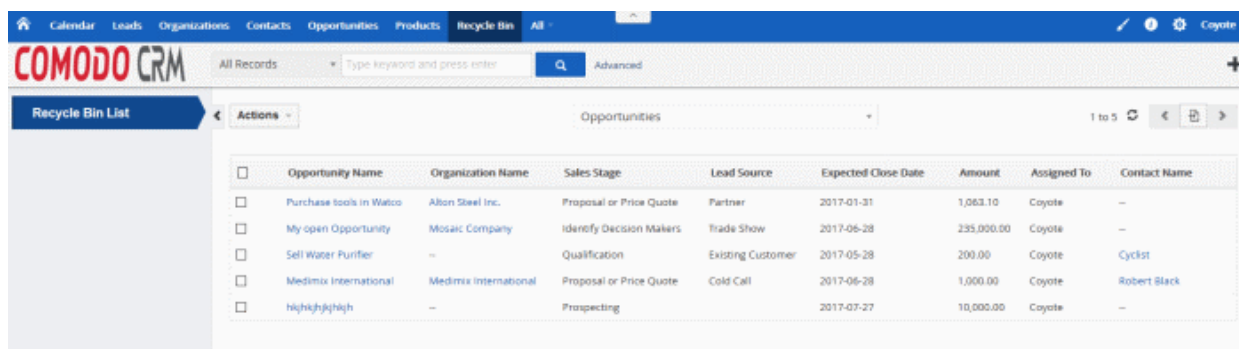 Calendar Leads Organizations Contacts Opportunities Products Recycle Bin All Coyote
COMODO CRM All Records Type keyword and press enter Advanced
Recycle Bin List Actions Opportunities 1 to 5
Opportunity Name Organization Name Sales Stage Lead Source Expected Close Date Amount Assigned To Contact Name
Purchase tools in Watco Alton Steel Inc. Proposal or Price Quote Partner 2017-01-31 1,063.10 Coyote --
My open Opportunity Mosaic Company Identify Decision Makers Trade Show 2017-06-28 235,000.00 Coyote --
Sell Water Purifier -- Qualification Existing Customer 2017-05-28 200.00 Coyote Cyclist
Medimix International Medimix International Proposal or Price Quote Cold Call 2017-06-28 1,000.00 Coyote Robert Black
-- Prospecting 2017-07-27 10,000.00 Coyote --